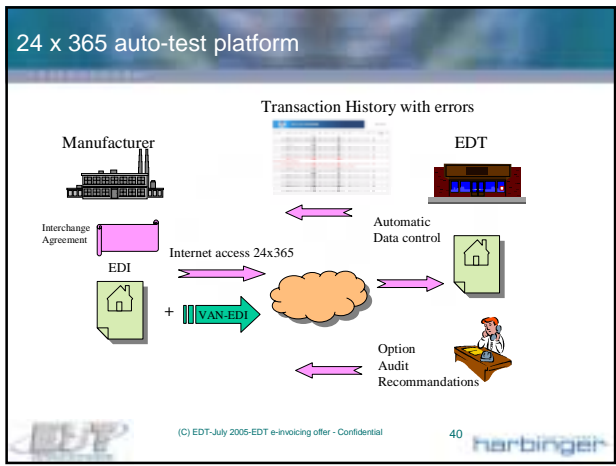 24 x 365 auto-test platform
Transaction History with errors
Manufacturer
EDT
Interchange
Agreement
Automatic
Data control
Internet access 24x365
EDI
+
VAN-EDI
Option
Audit
Recommandations
EDT
(C) EDT-July 2005-EDT e-invoicing offer - Confidential
40
harbinger